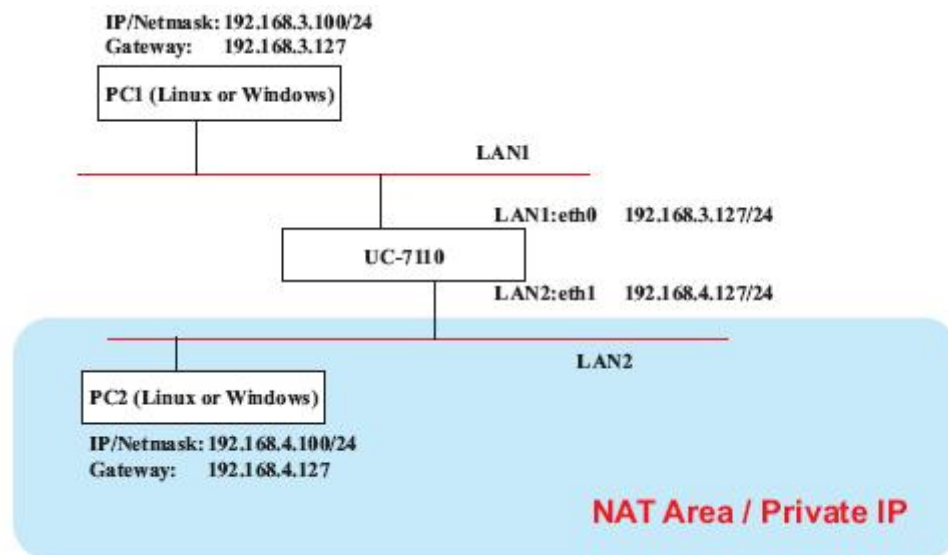 IP/Netmask: 192.168.3.100/24
Gateway: 192.168.3.127
PC1 (Linux or Windows)
LAN1
LAN1:eth0 192.168.3.127/24
UC-7110
LAN2:eth1 192.168.4.127/24
LAN2
PC2 (Linux or Windows)
IP/Netmask: 192.168.4.100/24
Gateway: 192.168.4.127
NAT Area / Private IP